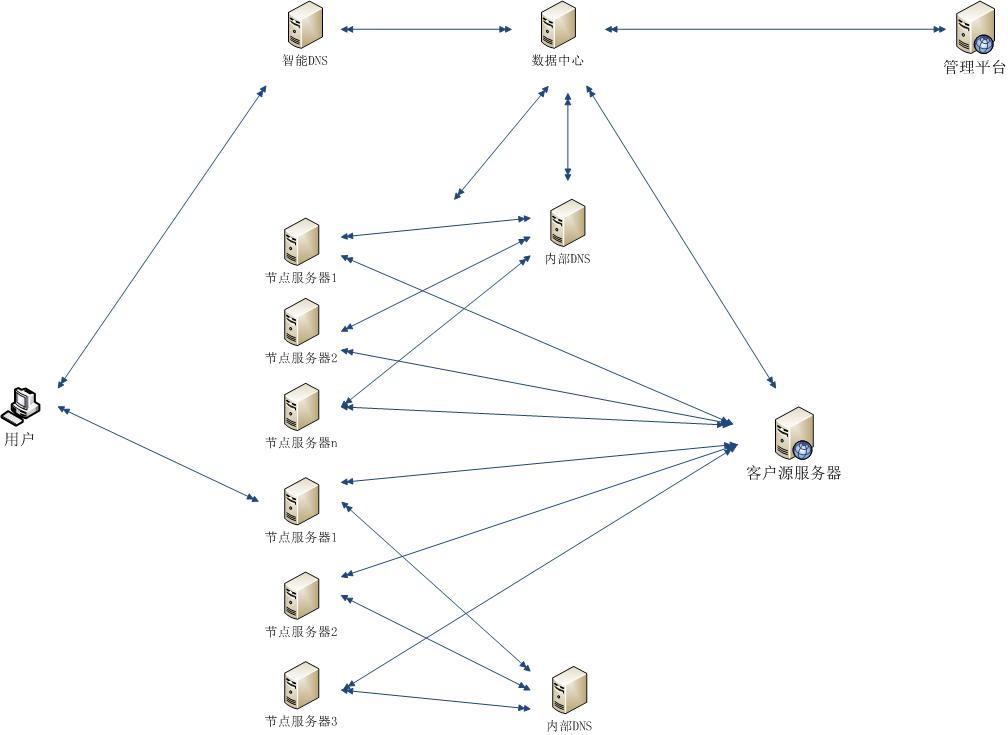 智能DNS
数据中心
管理平台
节点服务器1
内部DNS
节点服务器2
用户
节点服务器n
客户源服务器
节点服务器1
节点服务器2
节点服务器3
内部DNS